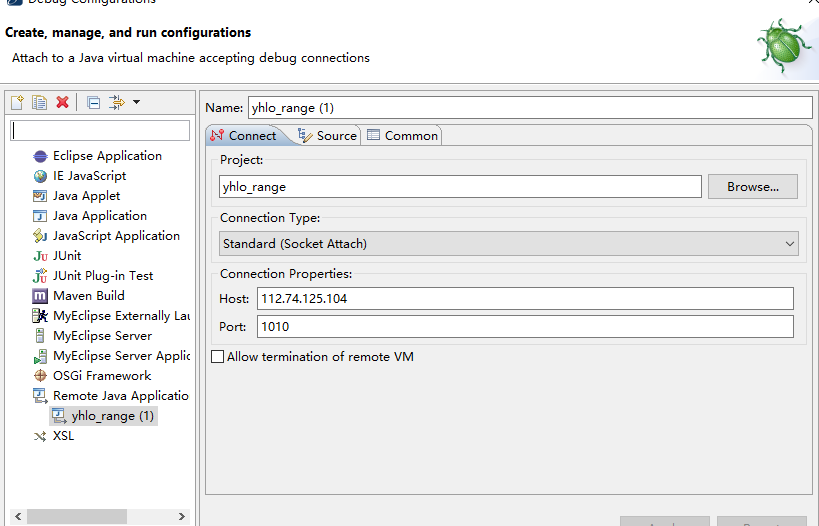 Debug Configurations
Create, manage, and run configurations
Attach to a Java virtual machine accepting debug connections
Eclipse Application
IE JavaScript
Java Applet
Java Application
JavaScript Application
JUnit
JUnit Plug-in Test
Maven Build
MyEclipse Externally Lau
MyEclipse Server
MyEclipse Server Applic
OSGi Framework
Remote Java Applicatio
yhlo_range (1)
XSL
Name: yhlo_range (1)
Connect Source Common
Project:
yhlo_range Browse...
Connection Type:
Standard (Socket Attach)
Connection Properties:
Host: 112.74.125.104
Port: 1010
Allow termination of remote VM